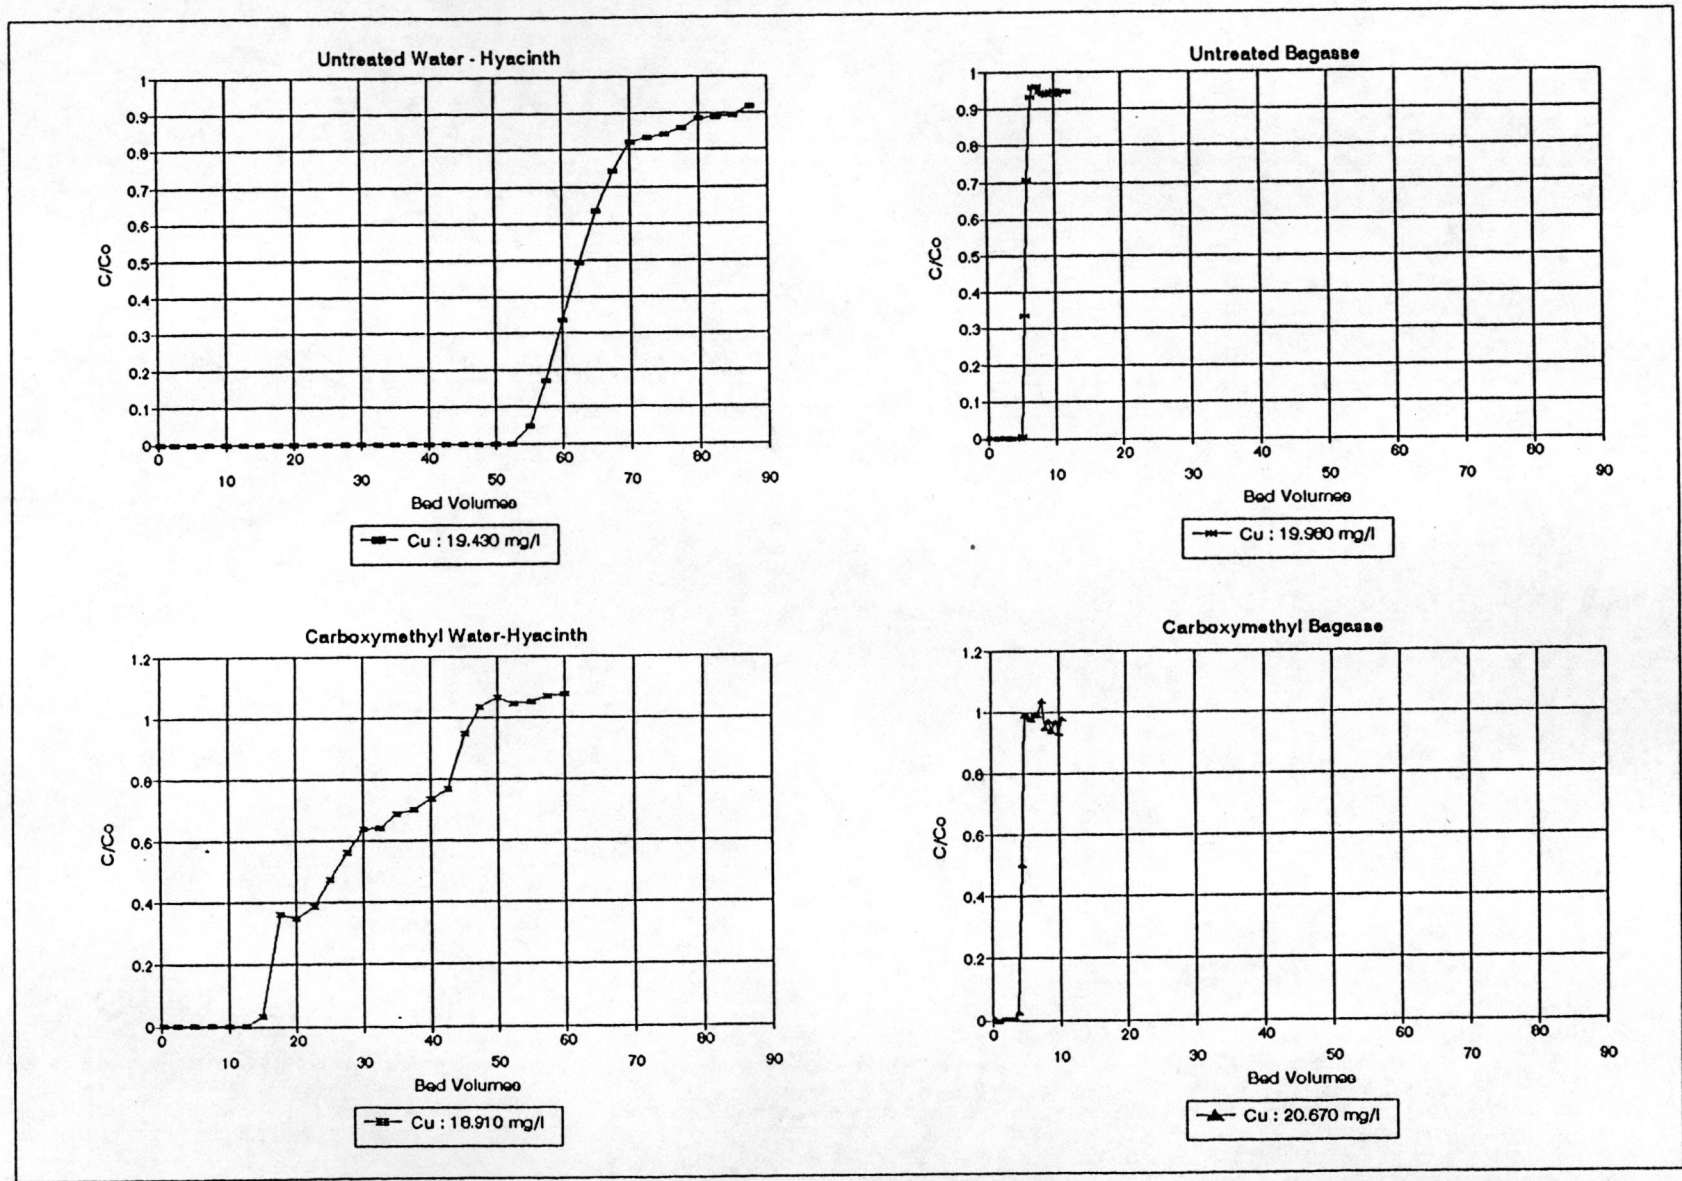 Untreated Water - Hyacinth
1
0.9
0.8
0.7
0.6
0.5
0.4
0.3
0.2
0.1
0
C/Co
0 20 40 60 80
10 30 50 70 90
Bed Volumes
Cu : 19.430 mg/l
Untreated Bagasse
1
0.9
0.8
0.7
0.6
0.5
0.4
0.3
0.2
0.1
0
C/Co
0 20 40 60 80
10 30 50 70 90
Bed Volumes
Cu : 19.980 mg/l
Carboxymethyl Water-Hyacinth
1.2
1
0.8
0.6
0.4
0.2
0
C/Co
0 20 40 60 80
10 30 50 70 90
Bed Volumes
Cu : 18.910 mg/l
Carboxymethyl Bagasse
1.2
1
0.8
0.6
0.4
0.2
0
C/Co
0 20 40 60 80
10 30 50 70 90
Bed Volumes
Cu : 20.670 mg/l